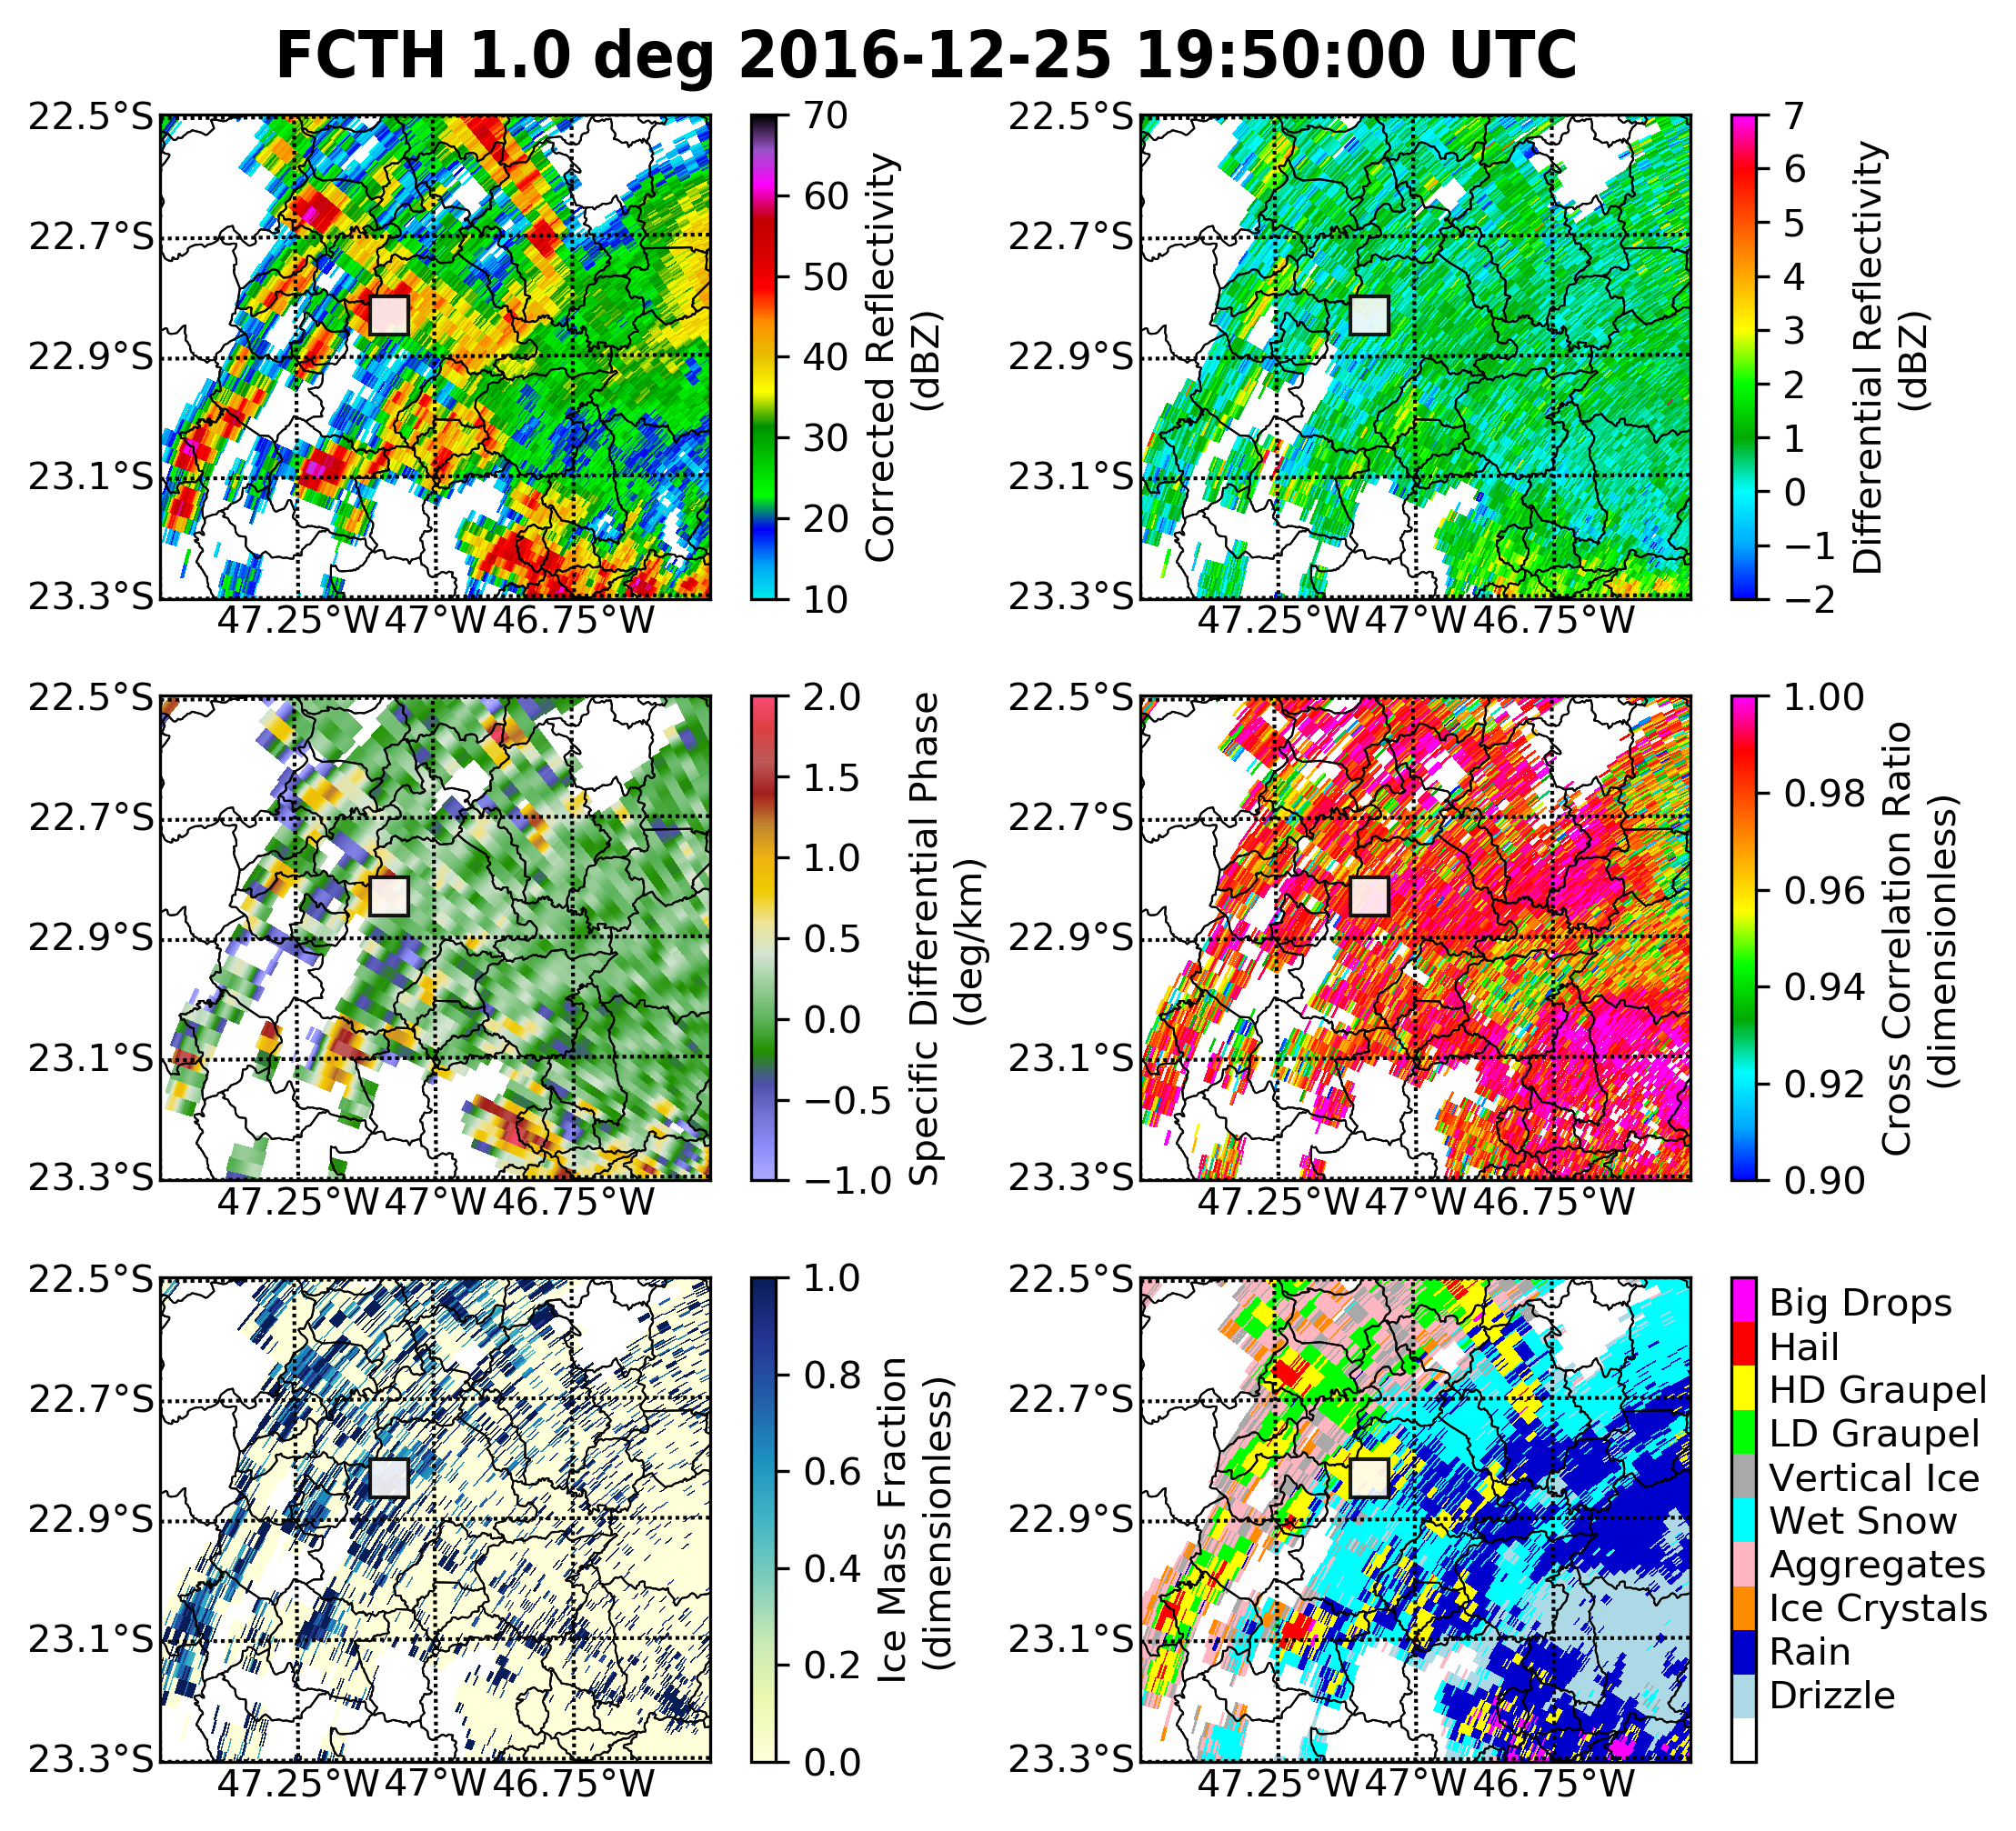 FCTH 1.0 deg 2016-12-25 19:50:00 UTC
22.5°S
22.7°S
22.9°S
23.1°S
23.3°S
47.25°W 47°W 46.75°W
70
60
50
40
30
20
10
Corrected Reflectivity
(dBZ)
22.5°S
22.7°S
22.9°S
23.1°S
23.3°S
47.25°W 47°W 46.75°W
7
6
5
4
3
2
1
0
−1
−2
Differential Reflectivity
(dBZ)
22.5°S
22.7°S
22.9°S
23.1°S
23.3°S
47.25°W 47°W 46.75°W
2.0
1.5
1.0
0.5
0.0
−0.5
−1.0
Specific Differential Phase
(deg/km)
22.5°S
22.7°S
22.9°S
23.1°S
23.3°S
47.25°W 47°W 46.75°W
1.00
0.98
0.96
0.94
0.92
0.90
Cross Correlation Ratio
(dimensionless)
22.5°S
22.7°S
22.9°S
23.1°S
23.3°S
47.25°W 47°W 46.75°W
1.0
0.8
0.6
0.4
0.2
0.0
Ice Mass Fraction
(dimensionless)
22.5°S
22.7°S
22.9°S
23.1°S
23.3°S
47.25°W 47°W 46.75°W
Big Drops
Hail
HD Graupel
LD Graupel
Vertical Ice
Wet Snow
Aggregates
Ice Crystals
Rain
Drizzle